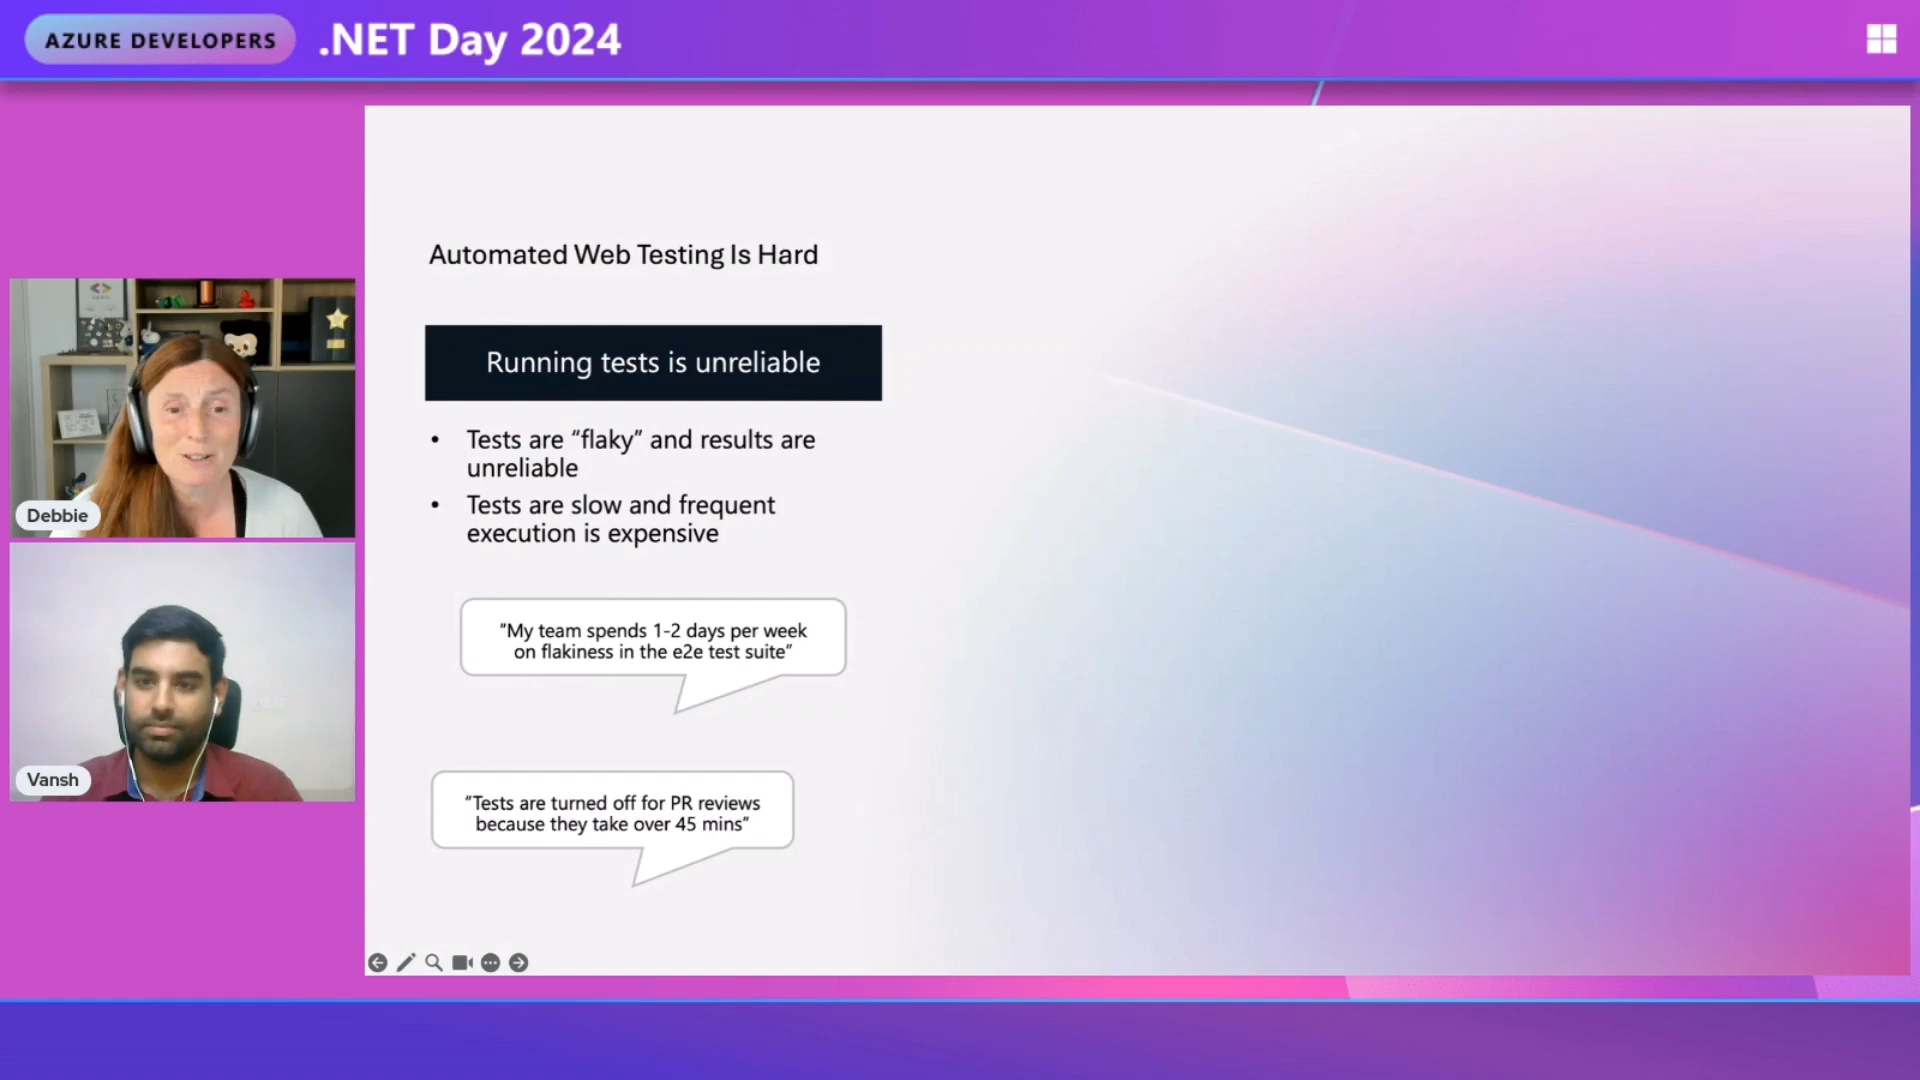 AZURE DEVELOPERS
.NET Day 2024
Automated Web Testing Is Hard
Running tests is unreliable
• Tests are “flaky” and results are
unreliable
• Tests are slow and frequent
execution is expensive
“My team spends 1-2 days per week
on flakiness in the e2e test suite”
“Tests are turned off for PR reviews
because they take over 45 mins“
Debbie
Vansh